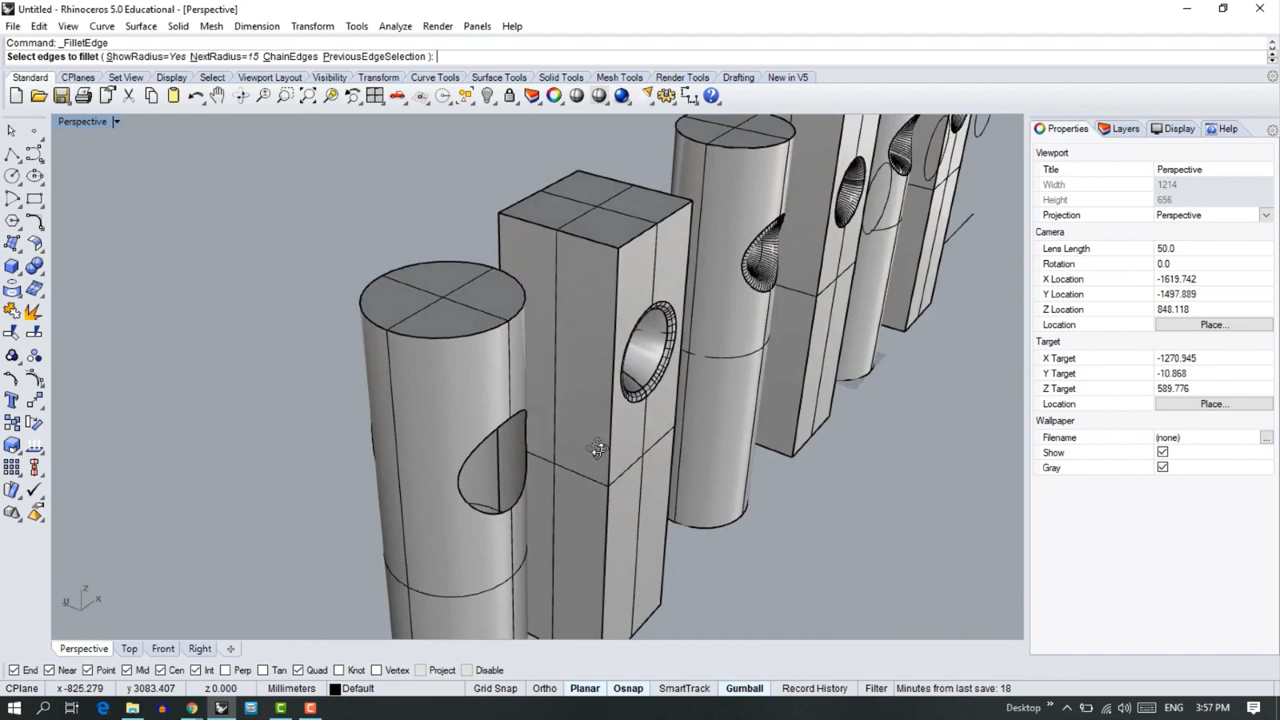 Untitled - Rhinoceros 5.0 Educational - [Perspective]
File Edit View Curve Surface Solid Mesh Dimension Transform Tools Analyze Render Panels Help
Command: _FilletEdge
Select edges to fillet ( ShowRadius=Yes NextRadius=15 ChainEdges PreviousEdgeSelection ):
Standard CPlanes Set View Display Select Viewport Layout Visibility Transform Curve Tools Surface Tools Solid Tools Mesh Tools Render Tools Drafting New in V5
Perspective
Properties Layers Display Help
Viewport
Title Perspective
Width 1214
Height 656
Projection Perspective
Camera
Lens Length 50.0
Rotation 0.0
X Location -1619.742
Y Location -1497.889
Z Location 848.118
Location Place...
Target
X Target -1270.945
Y Target -10.868
Z Target 589.776
Location Place...
Wallpaper
Filename (none) ...
Show
Gray
z
x
Perspective Top Front Right
End Near Point Mid Cen Int Perp Tan Quad Knot Vertex Project Disable
CPlane x -825.279 y 3083.407 z 0.000 Millimeters Default Grid Snap Ortho Planar Osnap SmartTrack Gumball Record History Filter Minutes from last save: 18
Desktop ENG 3:57 PM